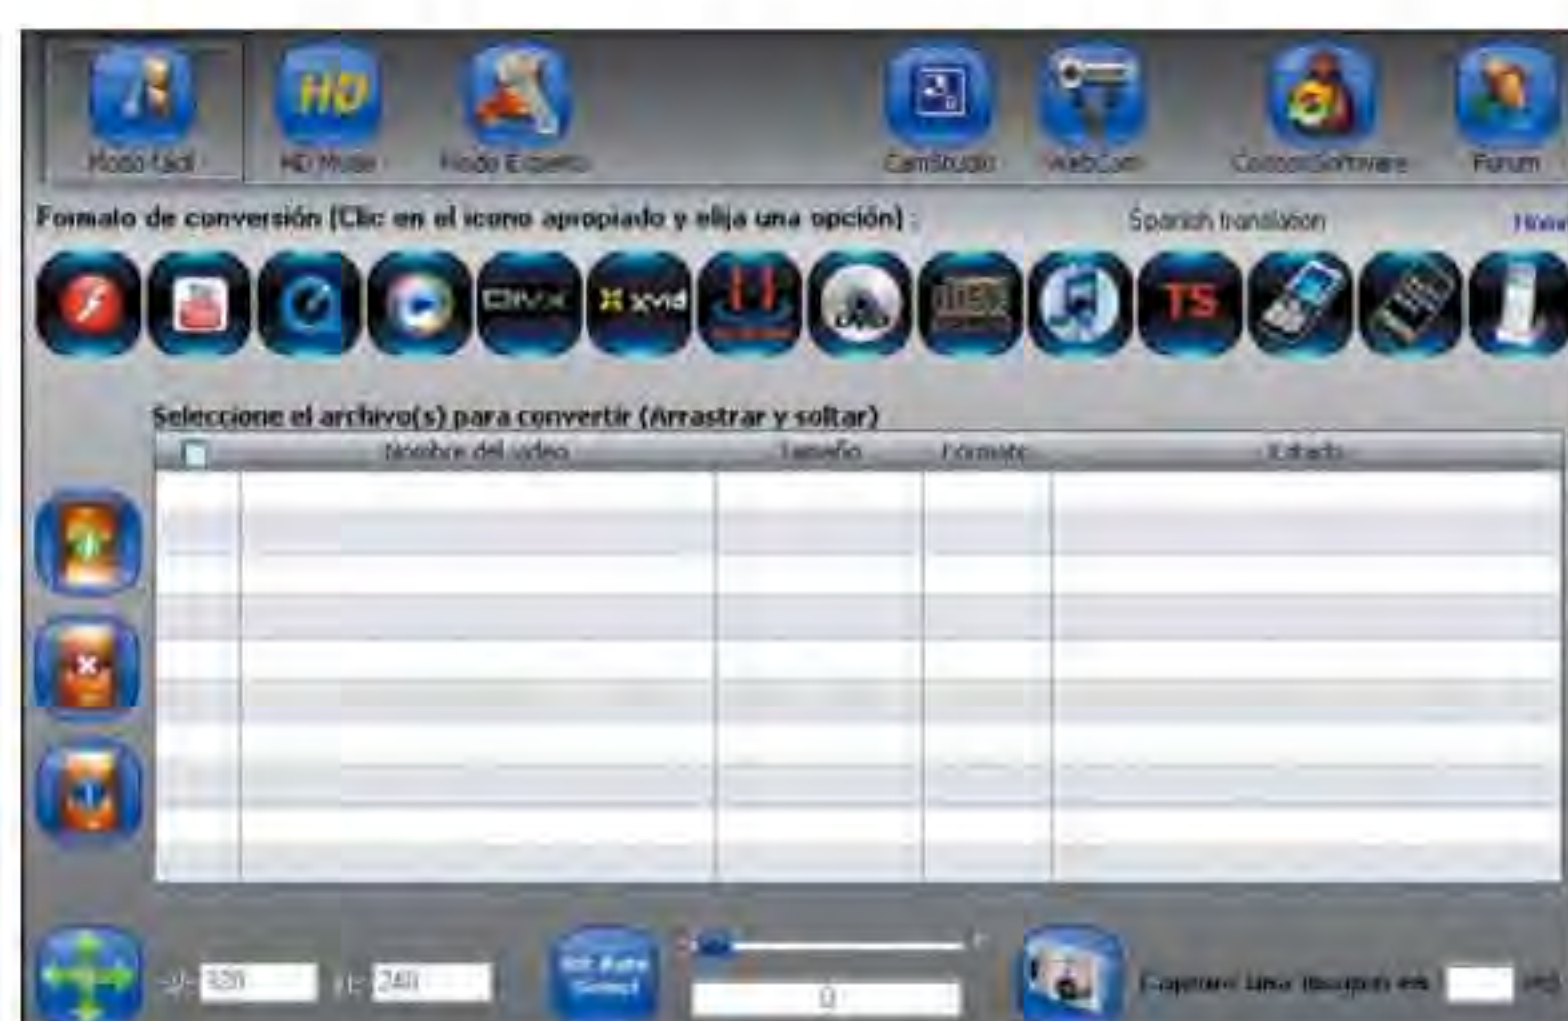 HD
Modo fácil
HD Mode
Modo Experto
CamStudio
WebCam
Forum
Formato de conversión (Clic en el icono apropiado y elija una opción) :
Spanish translation
DIVX
xvid
TS
Seleccione el archivo(s) para convertir (Arrastrar y soltar)
Nombre del video
Tamaño
Formato
Estado
320
240
0